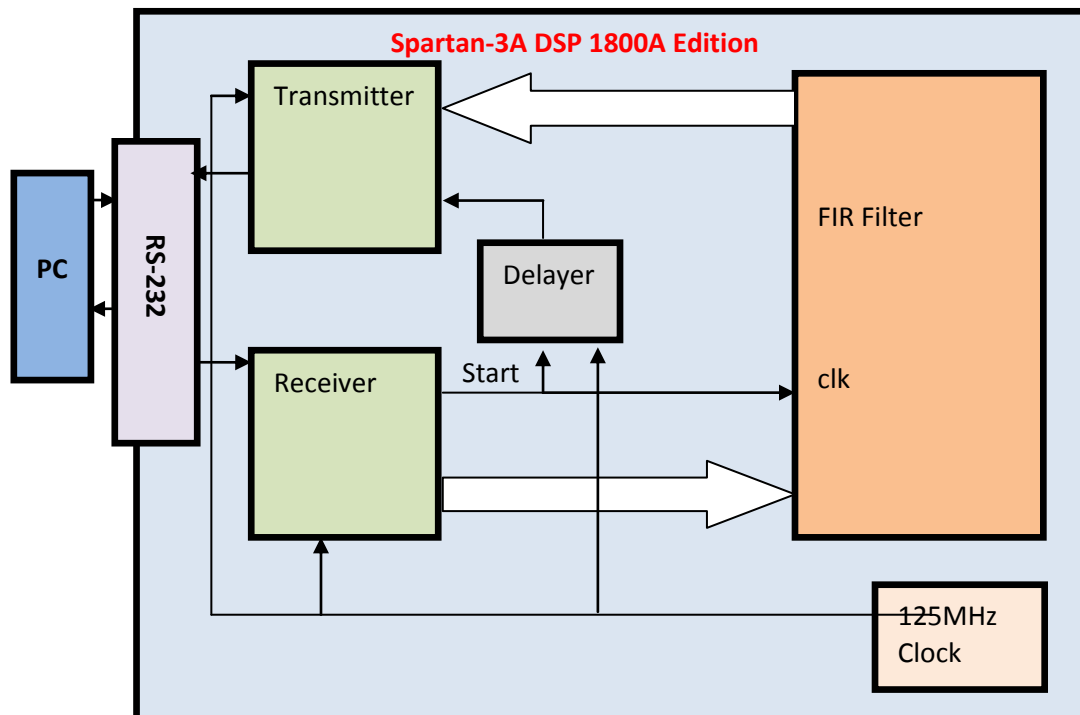 Spartan-3A DSP 1800A Edition
Transmitter
FIR Filter
PC
RS-232
Delayer
Receiver
Start
clk
125MHz
Clock